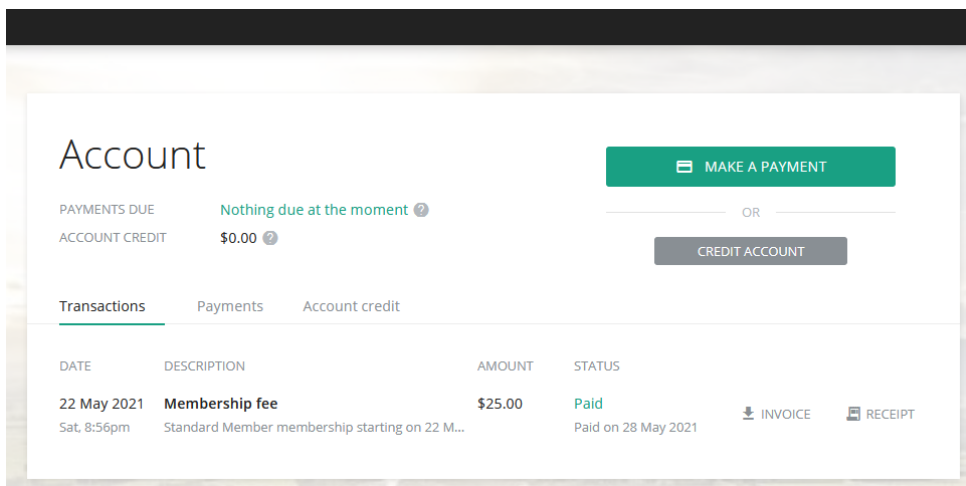 Account
MAKE A PAYMENT
PAYMENTS DUE Nothing due at the moment ?
OR
ACCOUNT CREDIT $0.00 ?
CREDIT ACCOUNT
Transactions Payments Account credit
DATE DESCRIPTION AMOUNT STATUS
22 May 2021 Membership fee $25.00 Paid
INVOICE RECEIPT
Sat, 8:56pm Standard Member membership starting on 22 M... Paid on 28 May 2021